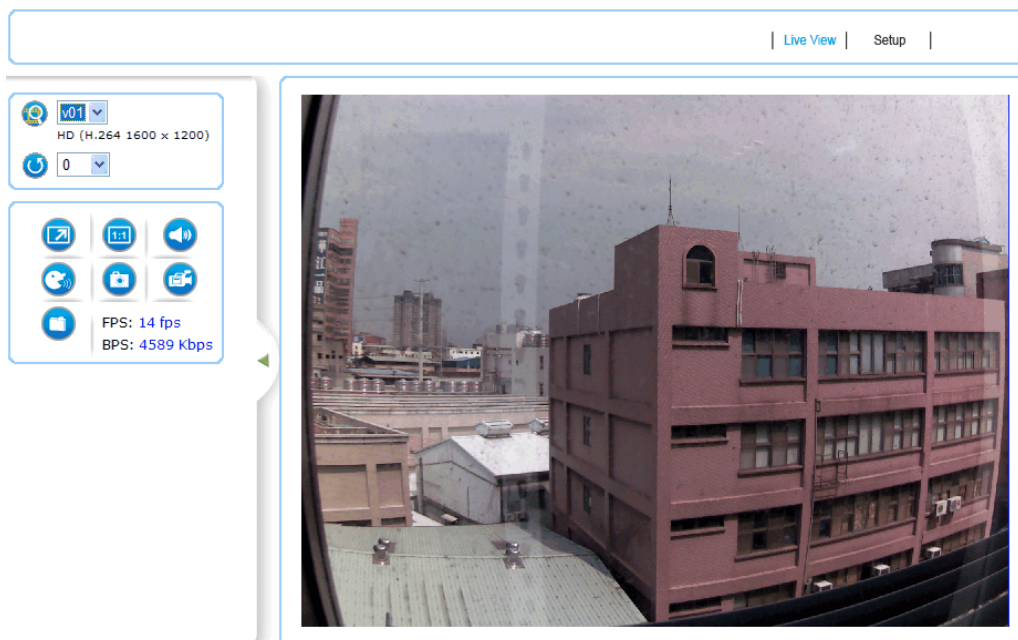 Live View
Setup
v01
HD (H.264 1600 x 1200)
0
1:1
FPS: 14 fps
BPS: 4589 Kbps